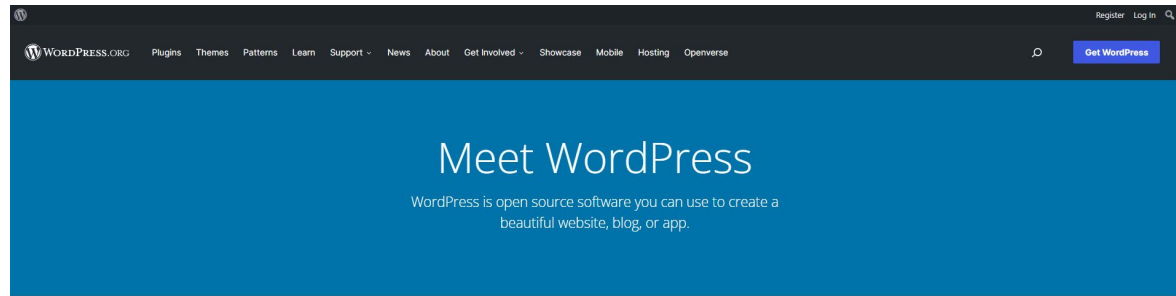 Register Log In
WORDPRESS.ORG Plugins Themes Patterns Learn Support News About Get Involved Showcase Mobile Hosting Openverse Get WordPress
Meet WordPress
WordPress is open source software you can use to create a
beautiful website, blog, or app.